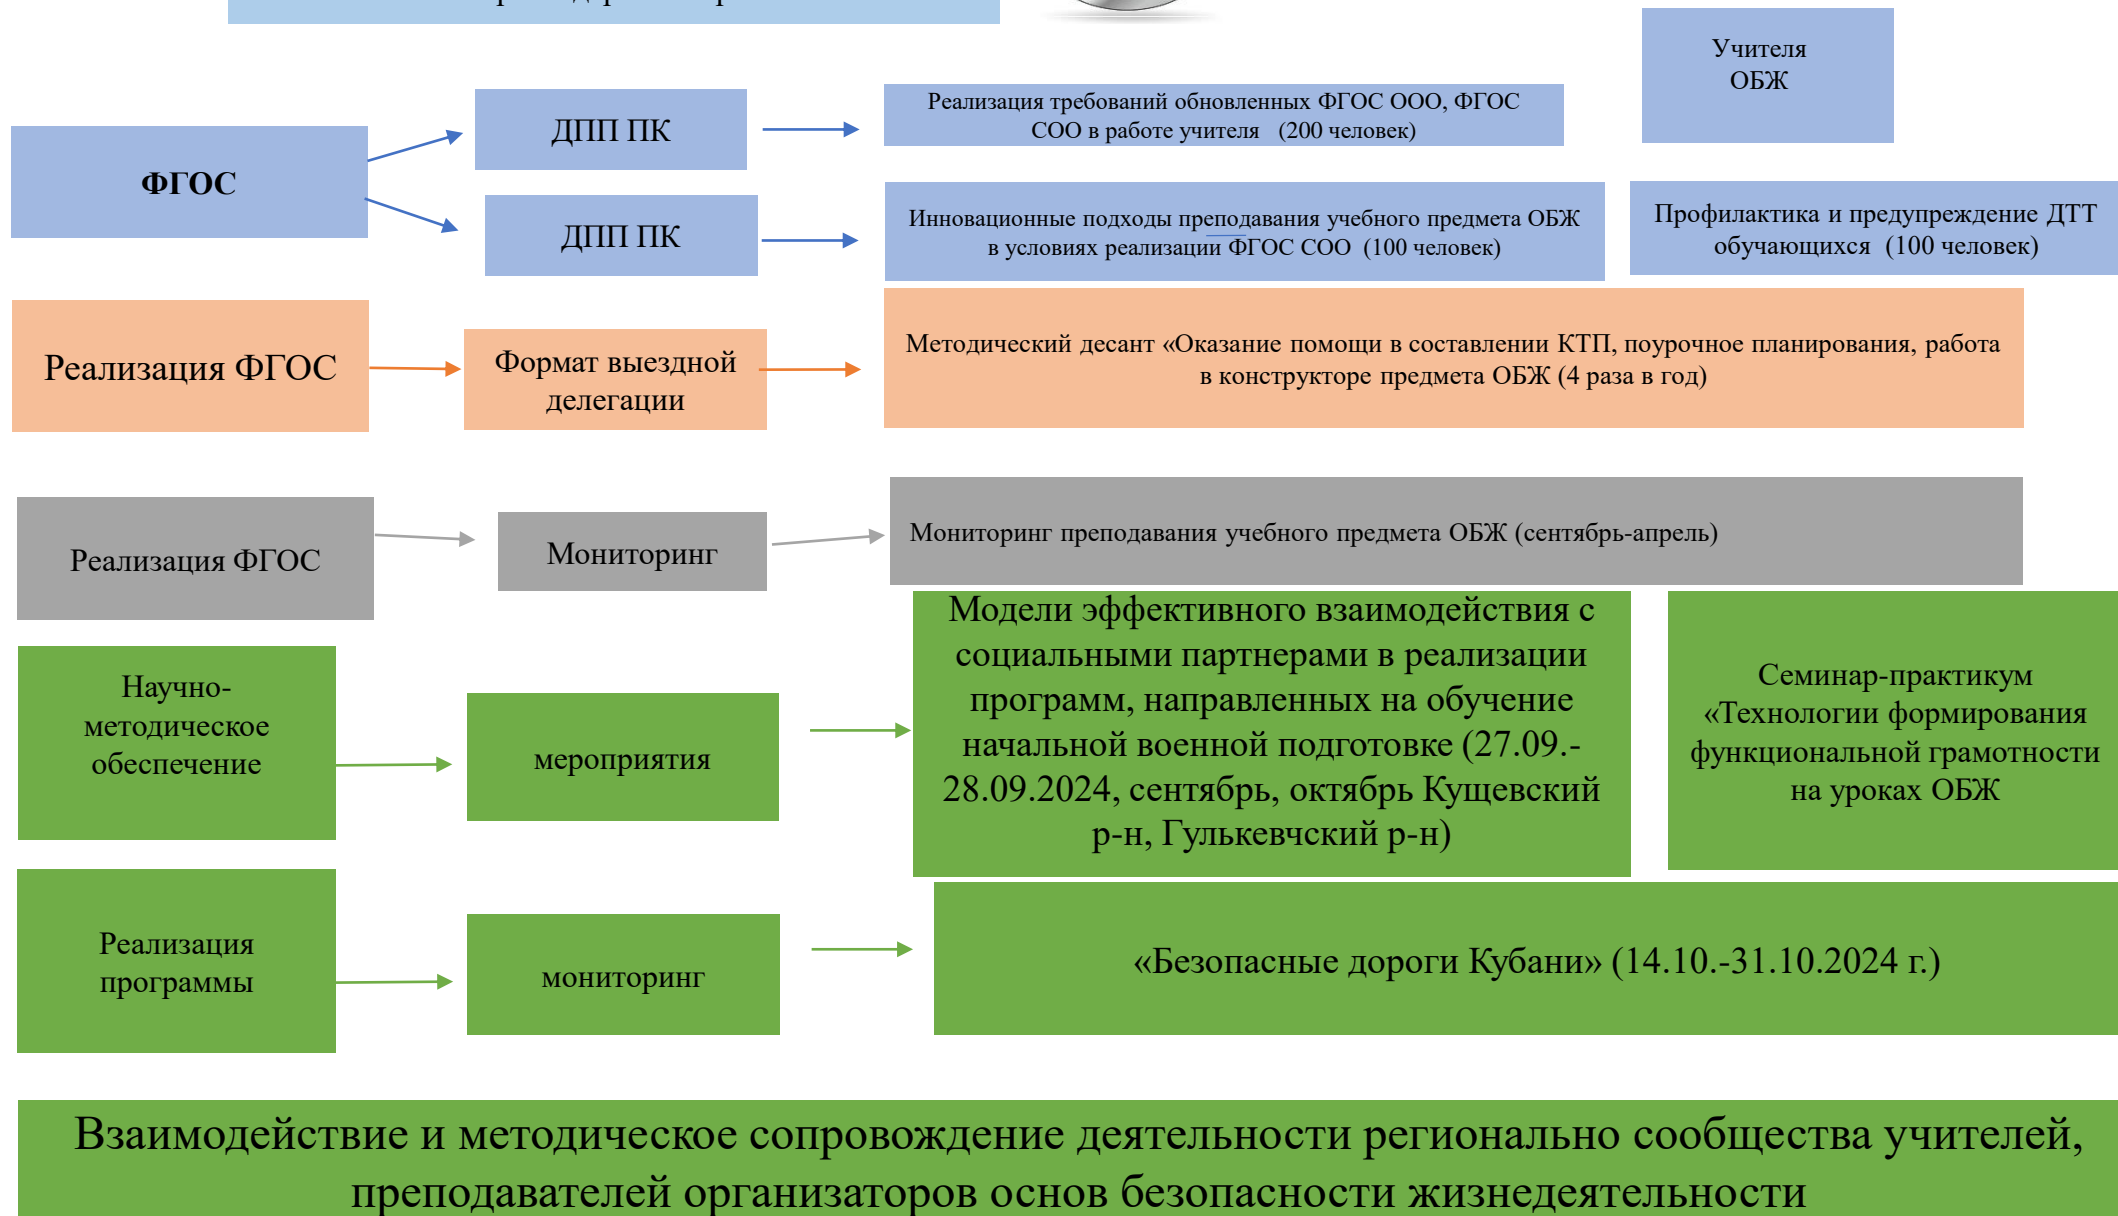 Учителя
ОБЖ
Реализация требований обновленных ФГОС ООО, ФГОС
СОО в работе учителя (200 человек)
ДПП ПК
ФГОС
ДПП ПК
Инновационные подходы преподавания учебного предмета ОБЖ
в условиях реализации ФГОС СОО (100 человек)
Профилактика и предупреждение ДТТ
обучающихся (100 человек)
Реализация ФГОС
Формат выездной
делегации
Методический десант «Оказание помощи в составлении КТП, поурочное планирования, работа
в конструкторе предмета ОБЖ (4 раза в год)
Реализация ФГОС
Мониторинг
Мониторинг преподавания учебного предмета ОБЖ (сентябрь-апрель)
Научно-
методическое
обеспечение
мероприятия
Модели эффективного взаимодействия с
социальными партнерами в реализации
программ, направленных на обучение
начальной военной подготовке (27.09.-
28.09.2024, сентябрь, октябрь Кущевский
р-н, Гулькевчский р-н)
Семинар-практикум
«Технологии формирования
функциональной грамотности
на уроках ОБЖ
Реализация
программы
мониторинг
«Безопасные дороги Кубани» (14.10.-31.10.2024 г.)
Взаимодействие и методическое сопровождение деятельности регионально сообщества учителей,
преподавателей организаторов основ безопасности жизнедеятельности